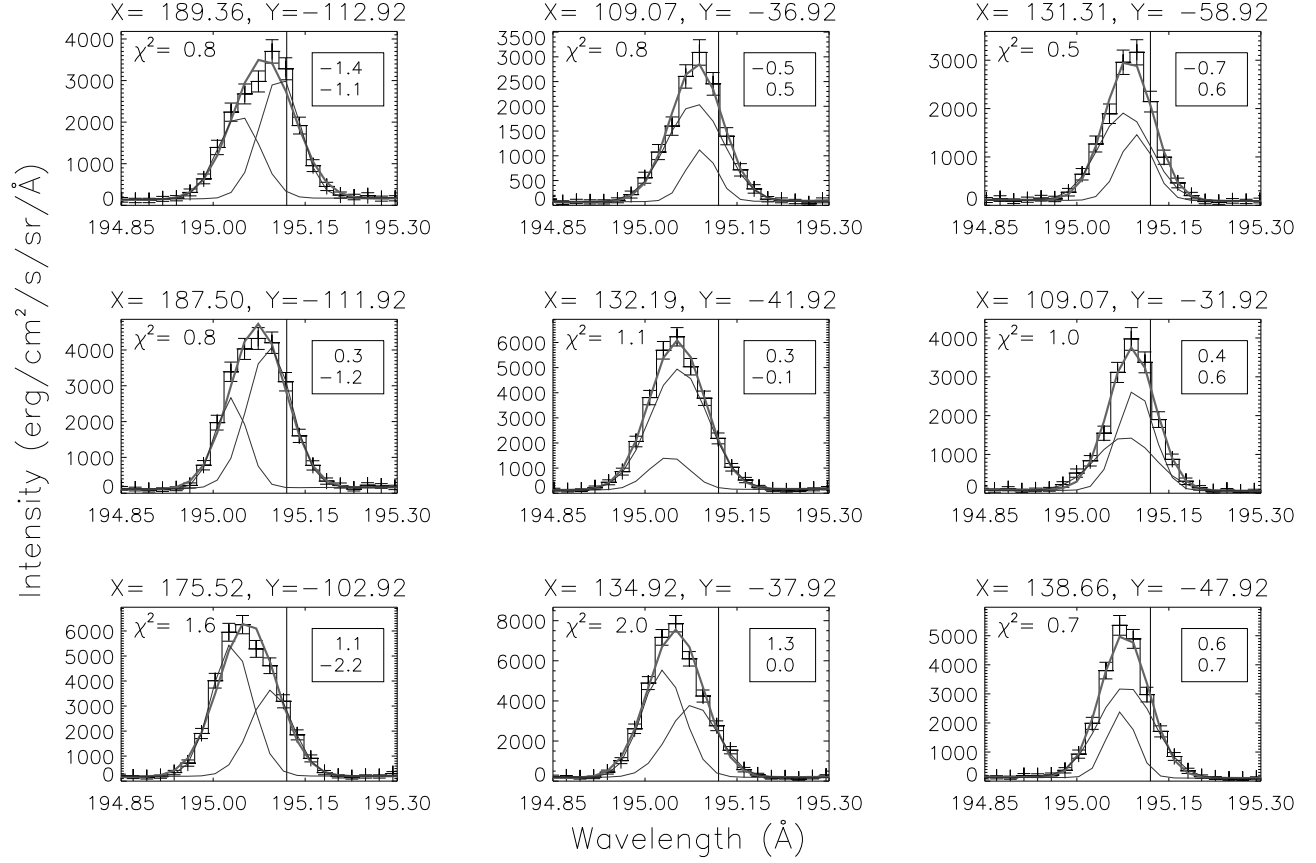 X= 189.36, Y=−112.92
χ²= 0.8
−1.4
−1.1
4000
3000
2000
1000
0
194.85 195.00 195.15 195.30
X= 109.07, Y= −36.92
χ²= 0.8
−0.5
0.5
3500
3000
2500
2000
1500
1000
500
0
194.85 195.00 195.15 195.30
X= 131.31, Y= −58.92
χ²= 0.5
−0.7
0.6
3000
2000
1000
0
194.85 195.00 195.15 195.30
X= 187.50, Y=−111.92
χ²= 0.8
0.3
−1.2
4000
3000
2000
1000
0
194.85 195.00 195.15 195.30
X= 132.19, Y= −41.92
χ²= 1.1
0.3
−0.1
6000
5000
4000
3000
2000
1000
0
194.85 195.00 195.15 195.30
X= 109.07, Y= −31.92
χ²= 1.0
0.4
0.6
4000
3000
2000
1000
0
194.85 195.00 195.15 195.30
X= 175.52, Y=−102.92
χ²= 1.6
1.1
−2.2
6000
5000
4000
3000
2000
1000
0
194.85 195.00 195.15 195.30
X= 134.92, Y= −37.92
χ²= 2.0
1.3
0.0
8000
6000
4000
2000
0
194.85 195.00 195.15 195.30
X= 138.66, Y= −47.92
χ²= 0.7
0.6
0.7
5000
4000
3000
2000
1000
0
194.85 195.00 195.15 195.30
Intensity (erg/cm²/s/sr/Å)
Wavelength (Å)